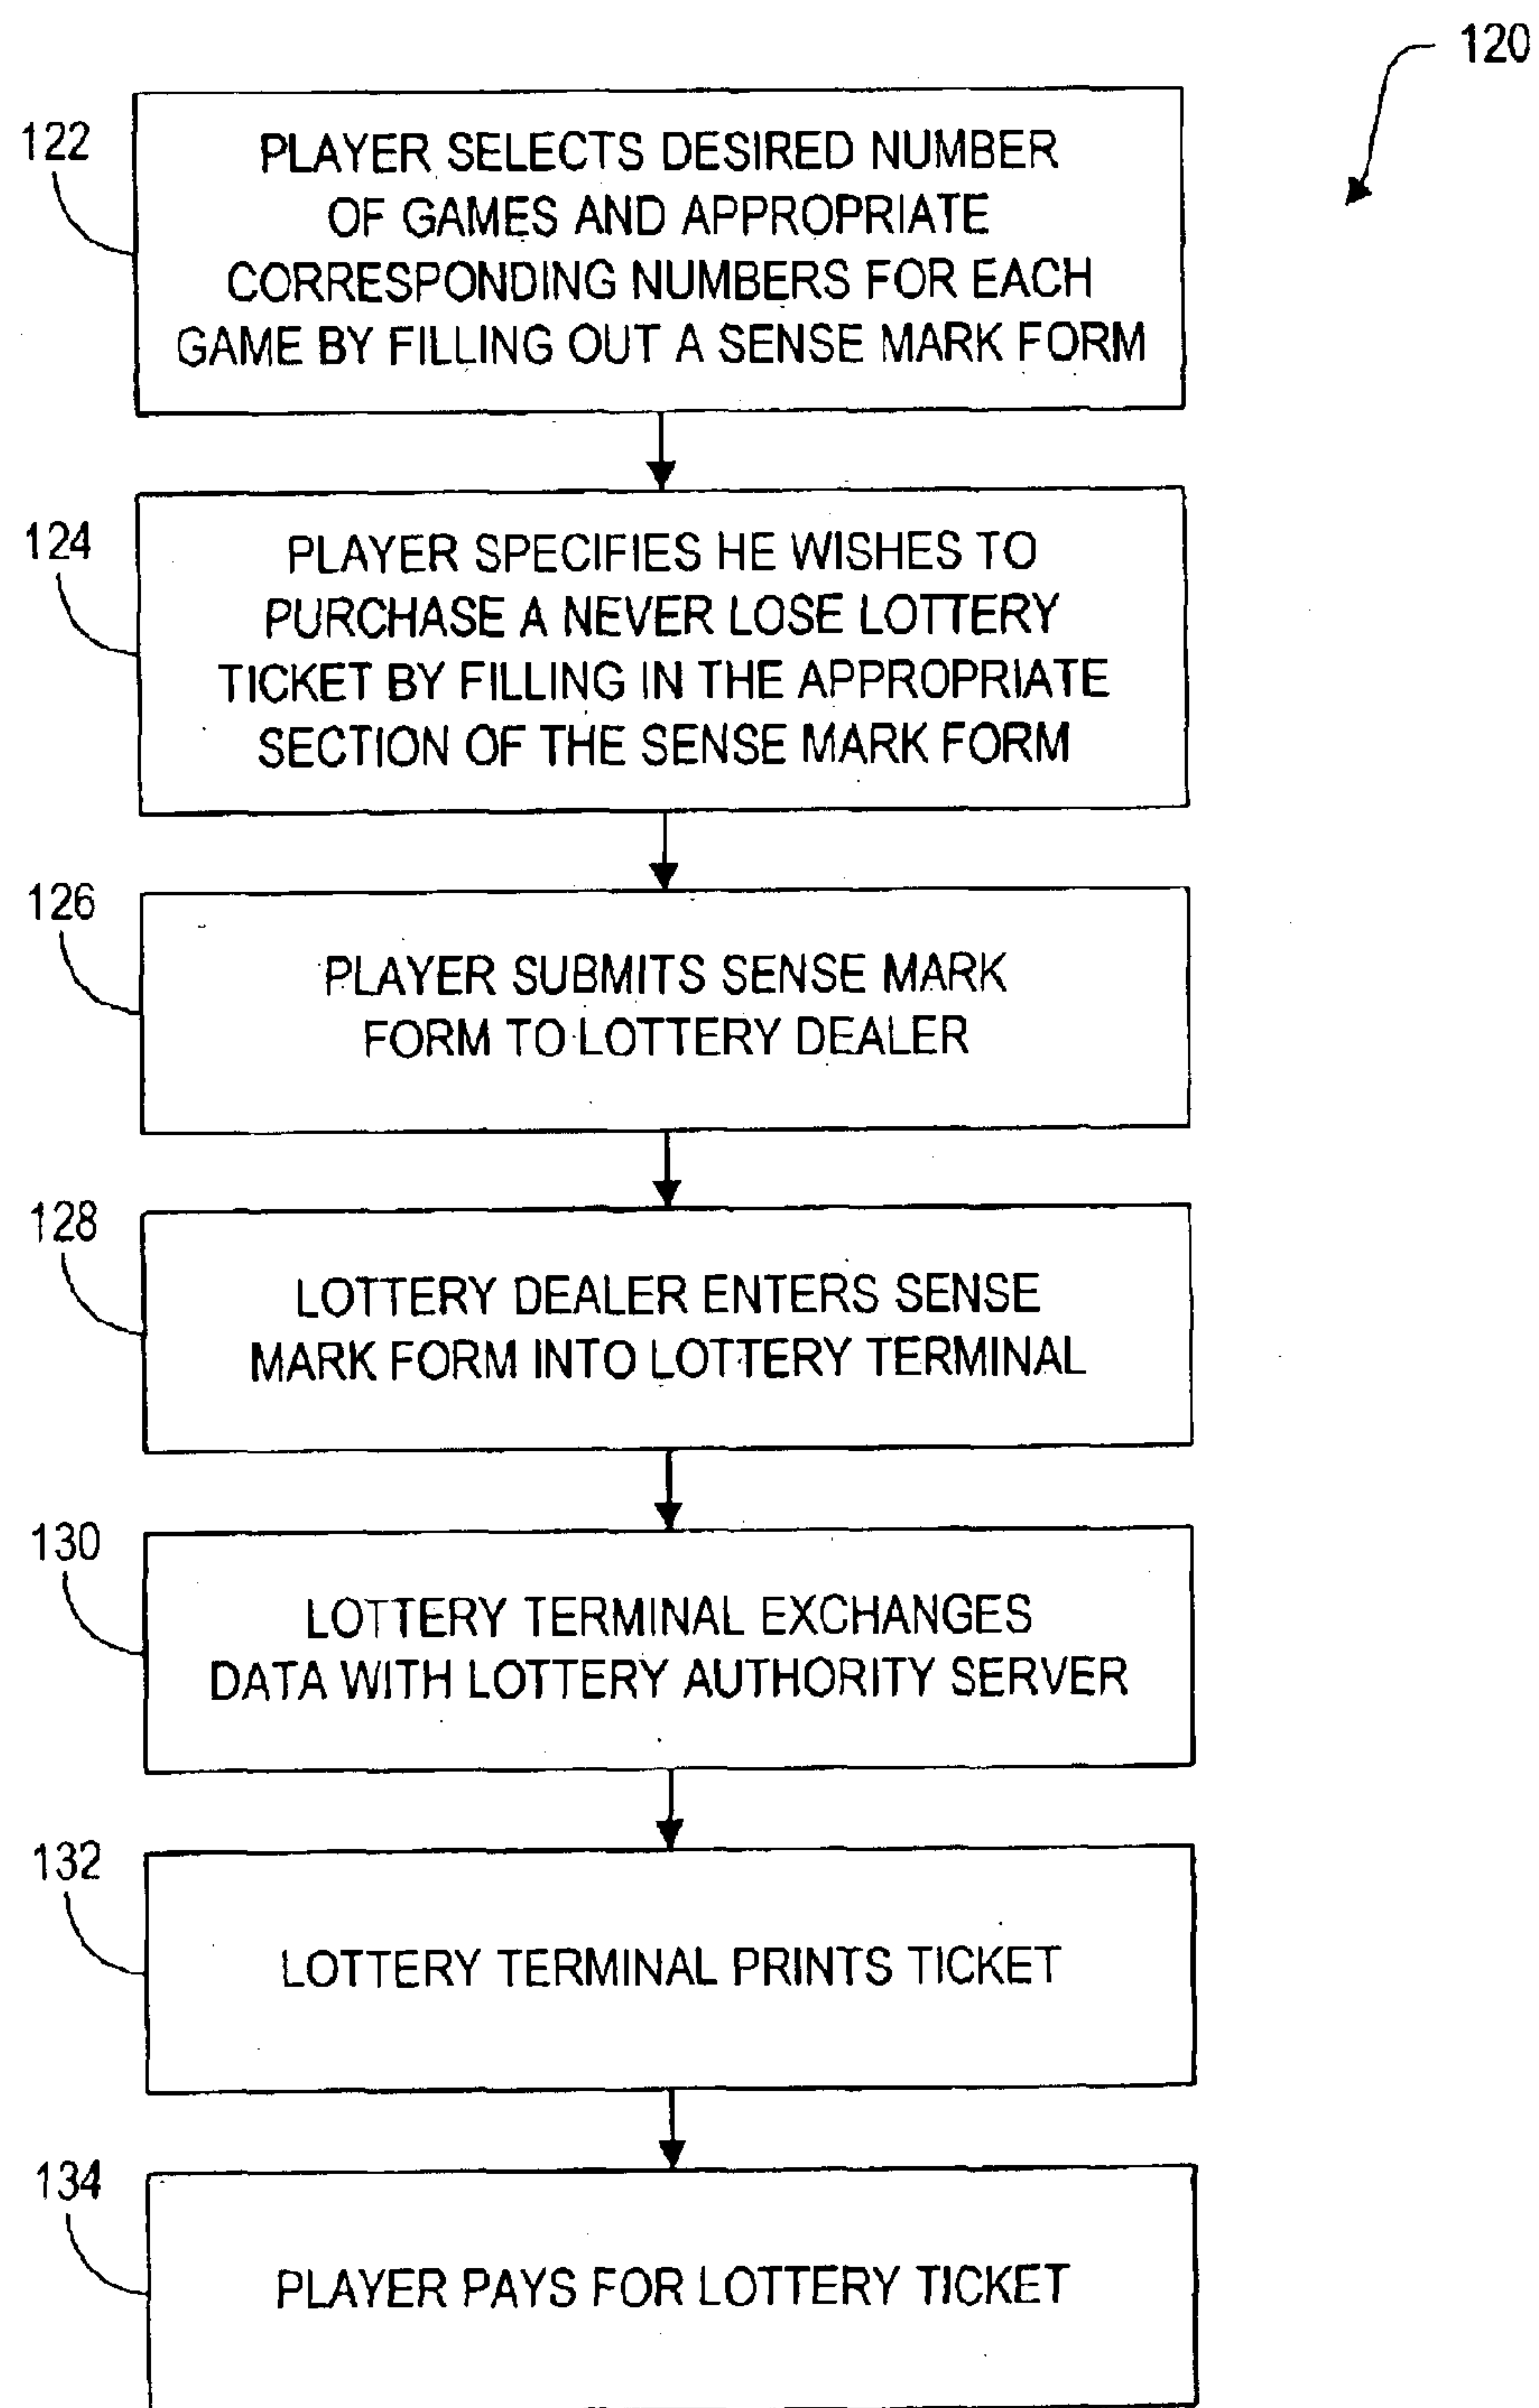 120
122
PLAYER SELECTS DESIRED NUMBER
OF GAMES AND APPROPRIATE
CORRESPONDING NUMBERS FOR EACH
GAME BY FILLING OUT A SENSE MARK FORM
124
PLAYER SPECIFIES HE WISHES TO
PURCHASE A NEVER LOSE LOTTERY
TICKET BY FILLING IN THE APPROPRIATE
SECTION OF THE SENSE MARK FORM
126
PLAYER SUBMITS SENSE MARK
FORM TO LOTTERY DEALER
128
LOTTERY DEALER ENTERS SENSE
MARK FORM INTO LOTTERY TERMINAL
130
LOTTERY TERMINAL EXCHANGES
DATA WITH LOTTERY AUTHORITY SERVER
132
LOTTERY TERMINAL PRINTS TICKET
134
PLAYER PAYS FOR LOTTERY TICKET